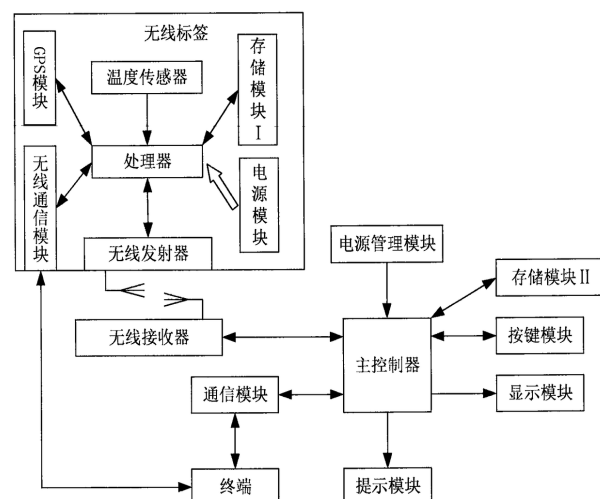 无线标签
GPS模块
温度传感器
存储模块Ⅰ
处理器
无线通信模块
电源模块
无线发射器
电源管理模块
存储模块Ⅱ
无线接收器
主控制器
按键模块
通信模块
显示模块
终端
提示模块